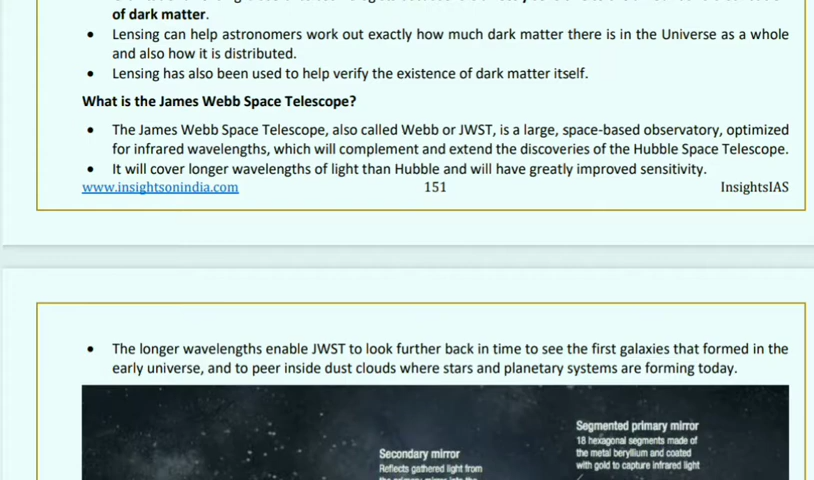 of dark matter.
• Lensing can help astronomers work out exactly how much dark matter there is in the Universe as a whole
and also how it is distributed.
• Lensing has also been used to help verify the existence of dark matter itself.
What is the James Webb Space Telescope?
• The James Webb Space Telescope, also called Webb or JWST, is a large, space-based observatory, optimized
for infrared wavelengths, which will complement and extend the discoveries of the Hubble Space Telescope.
• It will cover longer wavelengths of light than Hubble and will have greatly improved sensitivity.
www.insightsonindia.com 151 InsightsIAS
• The longer wavelengths enable JWST to look further back in time to see the first galaxies that formed in the
early universe, and to peer inside dust clouds where stars and planetary systems are forming today.
Segmented primary mirror
18 hexagonal segments made of
the metal beryllium and coated
with gold to capture infrared light
Secondary mirror
Reflects gathered light from